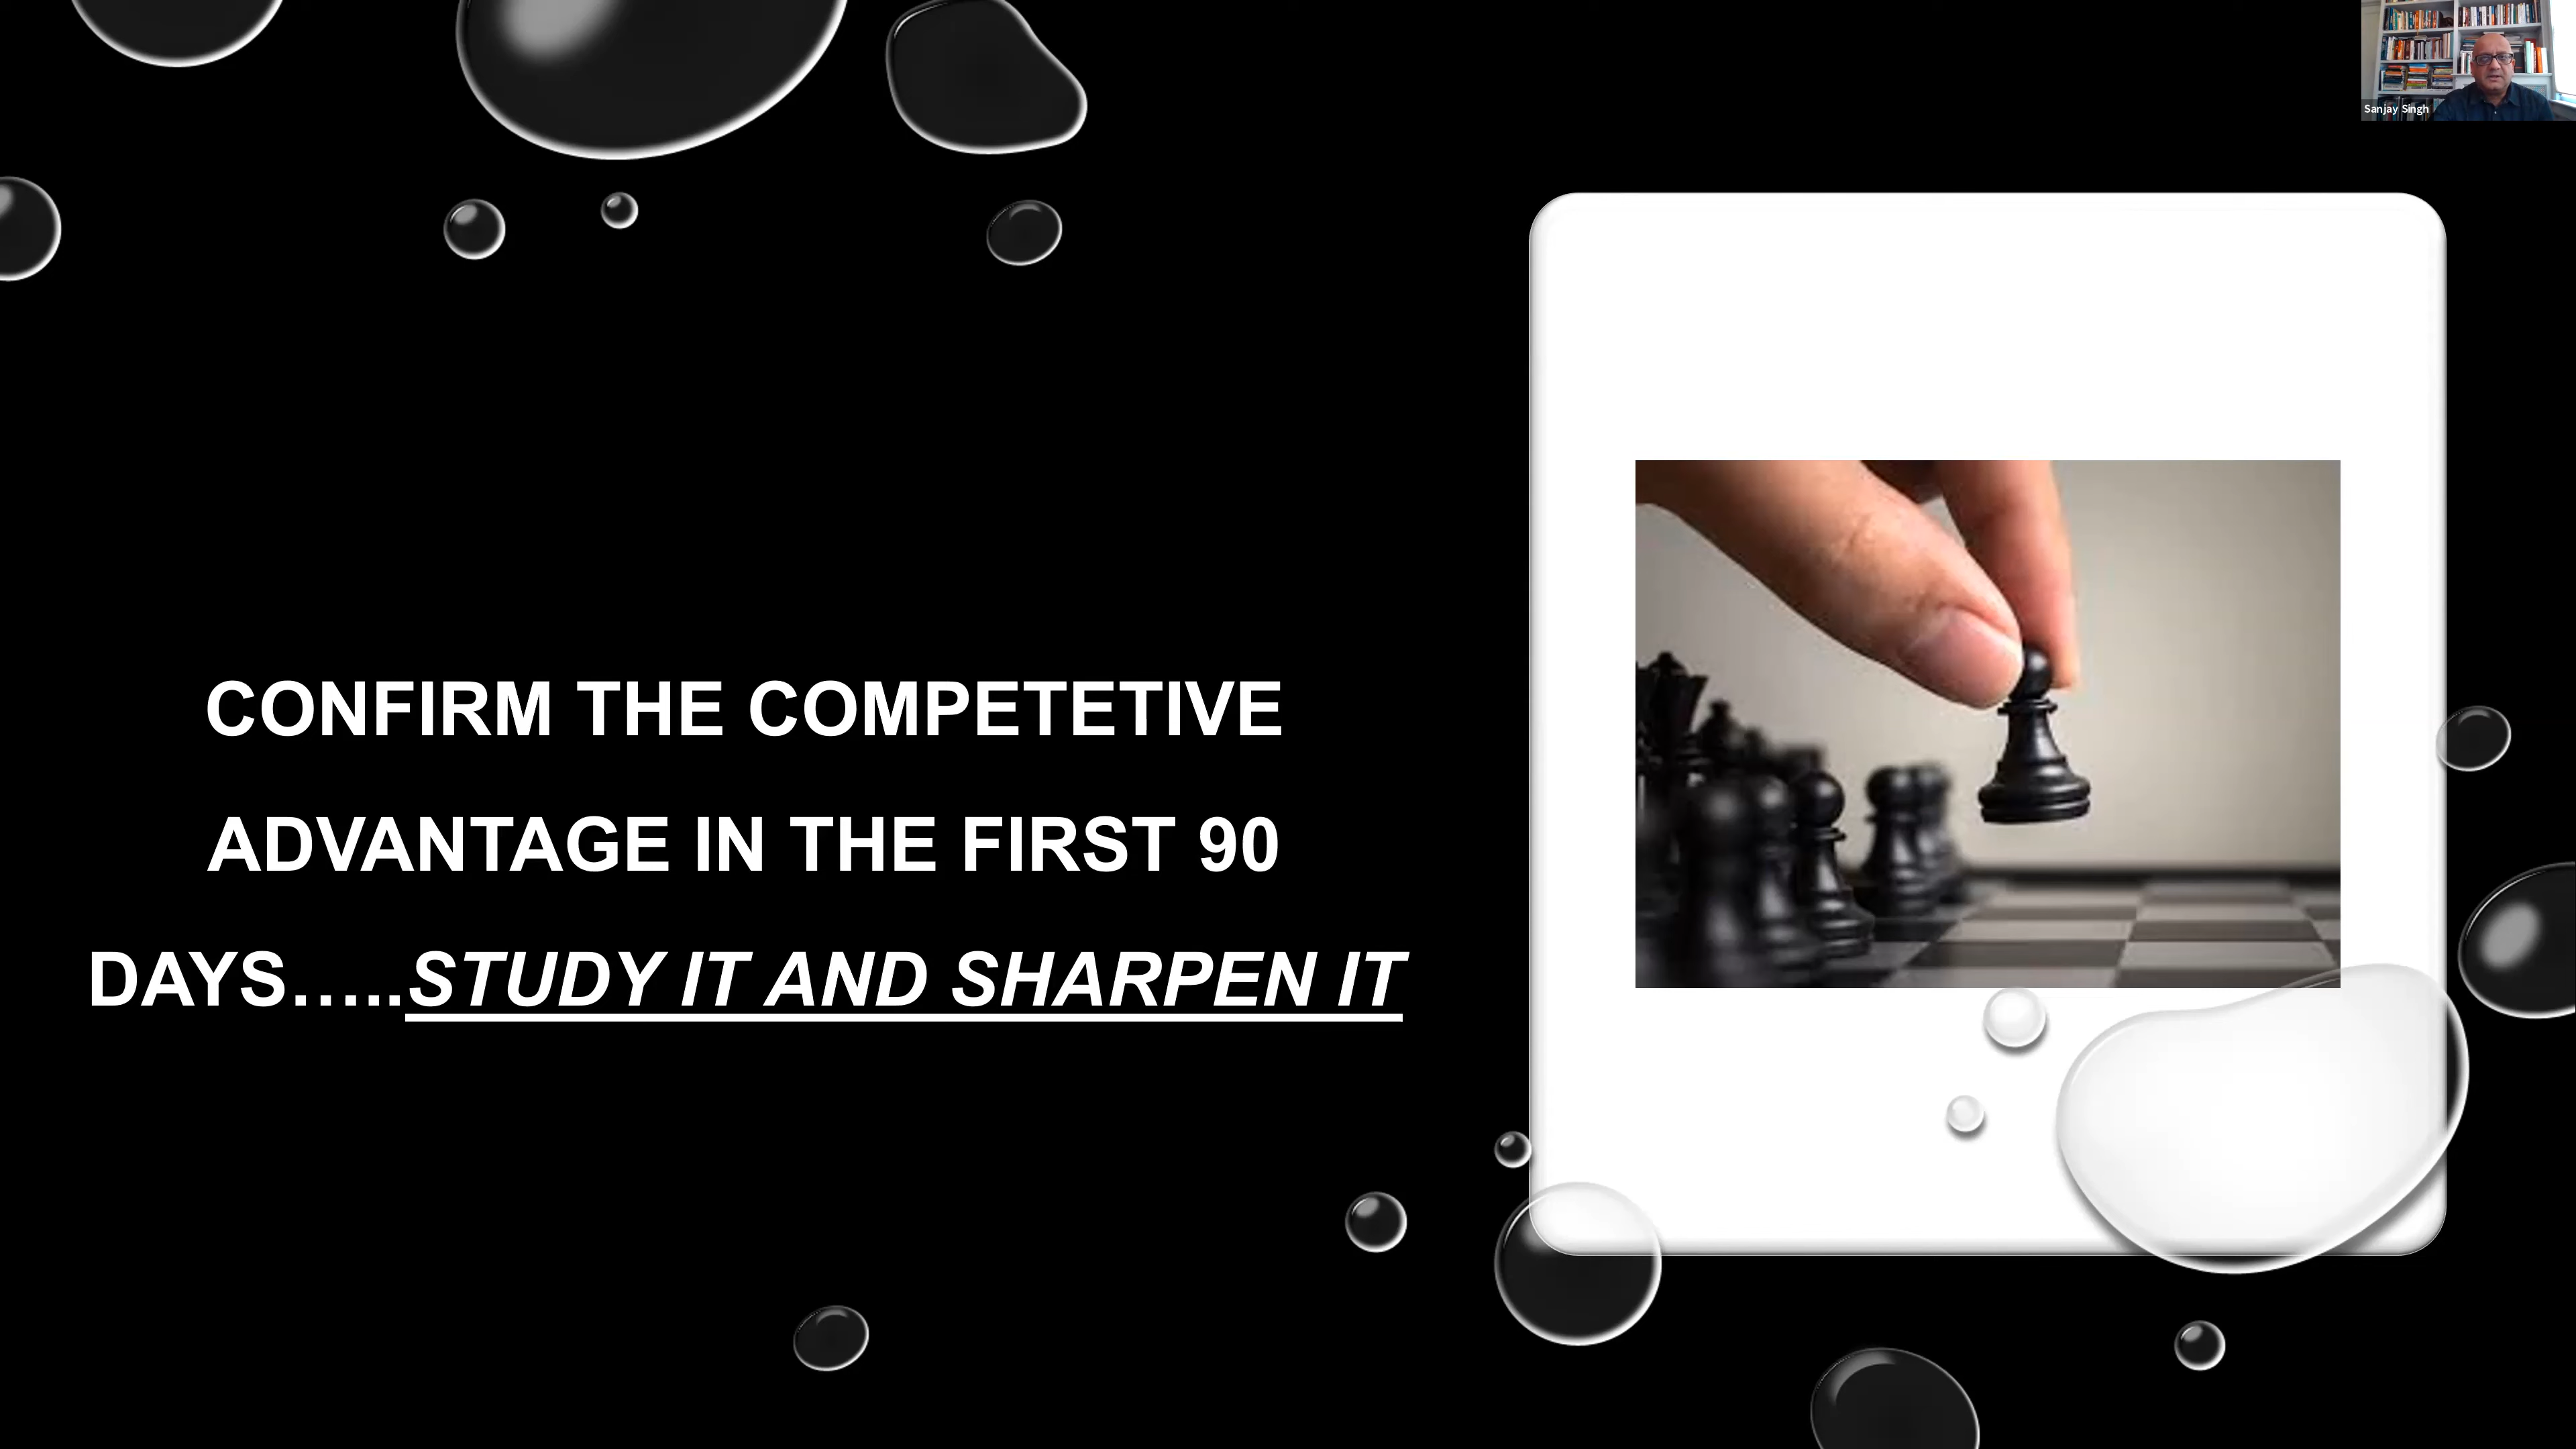 Sanjay Singh
CONFIRM THE COMPETETIVE
ADVANTAGE IN THE FIRST 90
DAYS…..STUDY IT AND SHARPEN IT